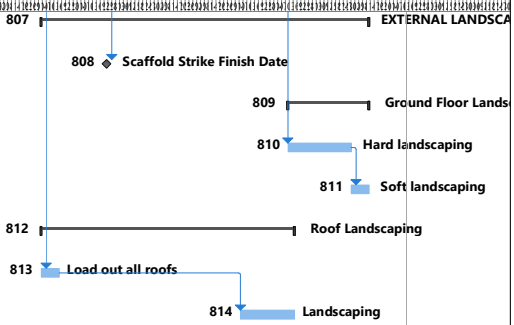 807 EXTERNAL LANDSCA
808 Scaffold Strike Finish Date
809 Ground Floor Lands
810 Hard landscaping
811 Soft landscaping
812 Roof Landscaping
813 Load out all roofs
814 Landscaping